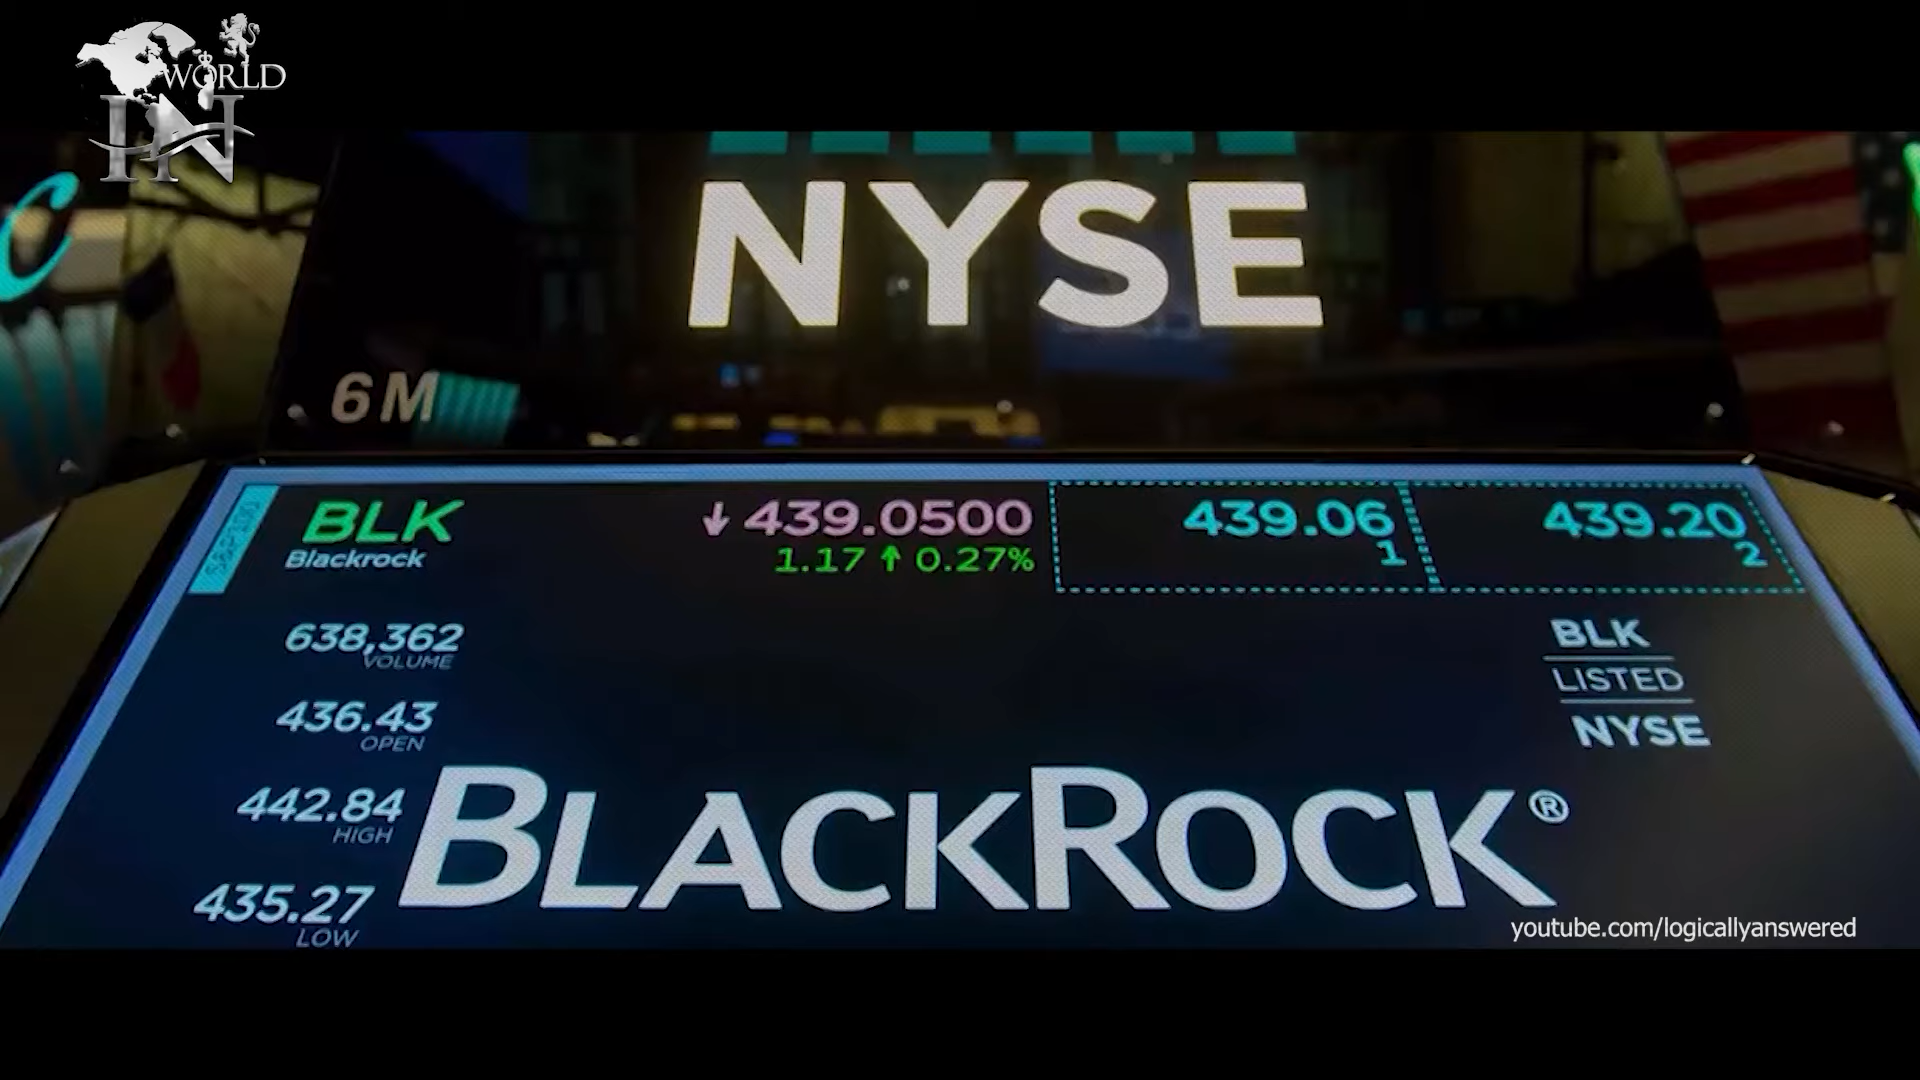 WORLD
IN
NYSE
6M
S&P100
BLK
Blackrock
↓ 439.0500
1.17 ↑ 0.27%
439.06
1
439.20
2
638,362
VOLUME
436.43
OPEN
442.84
HIGH
435.27
LOW
BLK
LISTED
NYSE
BLACKROCK®
youtube.com/logicallyanswered